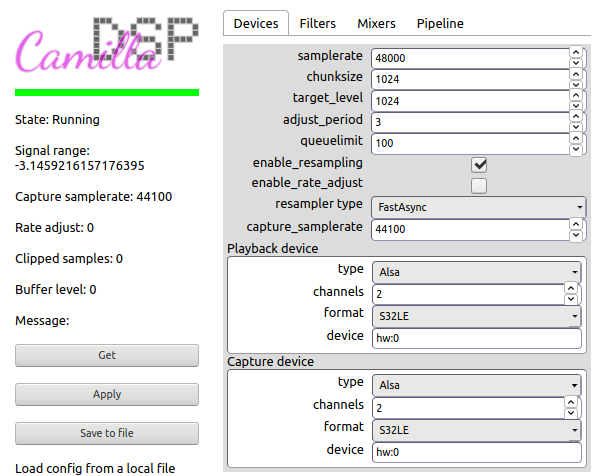 Camilla DSP
State: Running
Signal range:
-3.1459216157176395
Capture samplerate: 44100
Rate adjust: 0
Clipped samples: 0
Buffer level: 0
Message:
Get
Apply
Save to file
Load config from a local file
Devices Filters Mixers Pipeline
samplerate 48000
chunksize 1024
target_level 1024
adjust_period 3
queuelimit 100
enable_resampling
enable_rate_adjust
resampler type FastAsync
capture_samplerate 44100
Playback device
type Alsa
channels 2
format S32LE
device hw:0
Capture device
type Alsa
channels 2
format S32LE
device hw:0